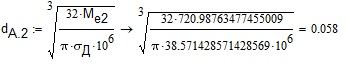 d_A.2 := ∛(32·M_e2 / (π·σ_Д·10^6)) → ∛(32·720.98763477455009 / (π·38.571428571428569·10^6)) = 0.058